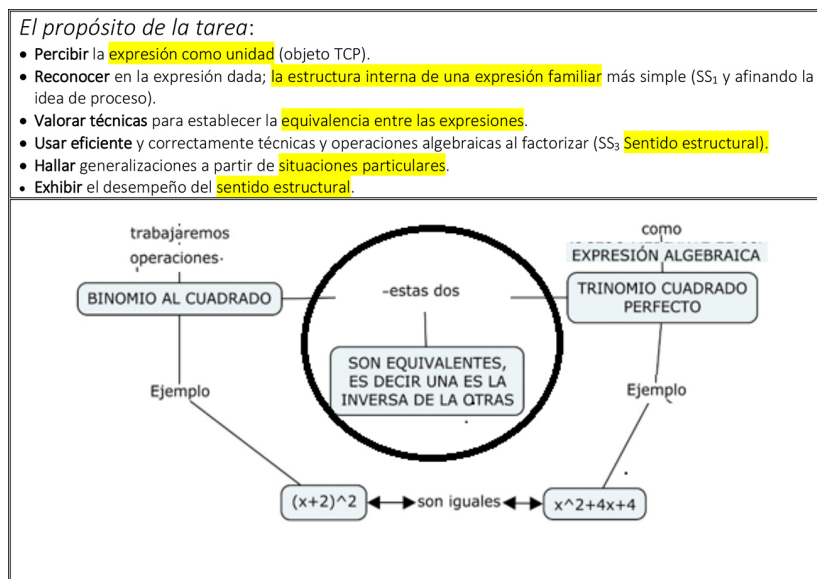 El propósito de la tarea:
• Percibir la expresión como unidad (objeto TCP).
• Reconocer en la expresión dada; la estructura interna de una expresión familiar más simple (SS₁ y afinando la
idea de proceso).
• Valorar técnicas para establecer la equivalencia entre las expresiones.
• Usar eficiente y correctamente técnicas y operaciones algebraicas al factorizar (SS₃ Sentido estructural).
• Hallar generalizaciones a partir de situaciones particulares.
• Exhibir el desempeño del sentido estructural.
trabajaremos
operaciones
BINOMIO AL CUADRADO
-estas dos
SON EQUIVALENTES,
ES DECIR UNA ES LA
INVERSA DE LA OTRAS
como
EXPRESIÓN ALGEBRAICA
TRINOMIO CUADRADO
PERFECTO
Ejemplo
Ejemplo
(x+2)^2
son iguales
x^2+4x+4